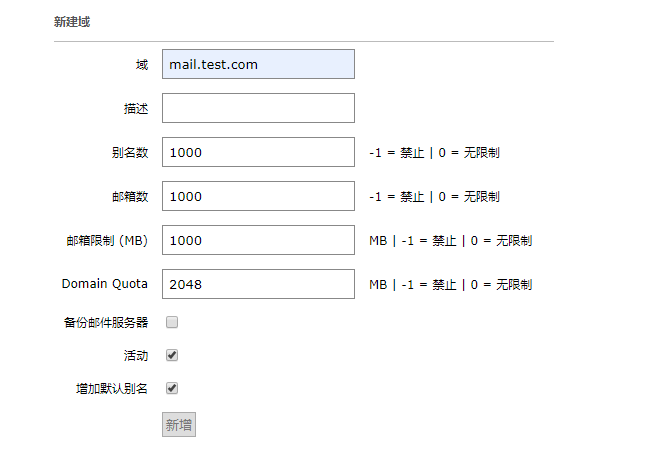 新建域
域 mail.test.com
描述
别名数 1000 -1 = 禁止 | 0 = 无限制
邮箱数 1000 -1 = 禁止 | 0 = 无限制
邮箱限制 (MB) 1000 MB | -1 = 禁止 | 0 = 无限制
Domain Quota 2048 MB | -1 = 禁止 | 0 = 无限制
备份邮件服务器
活动
增加默认别名
新增